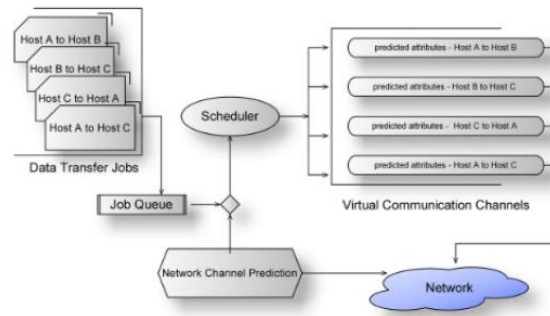 Host A to Host B
Host B to Host C
Host C to Host A
Host A to Host C
Data Transfer Jobs
Job Queue
Scheduler
Network Channel Prediction
predicted attributes - Host A to Host B
predicted attributes - Host B to Host C
predicted attributes - Host C to Host A
predicted attributes - Host A to Host C
Virtual Communication Channels
Network